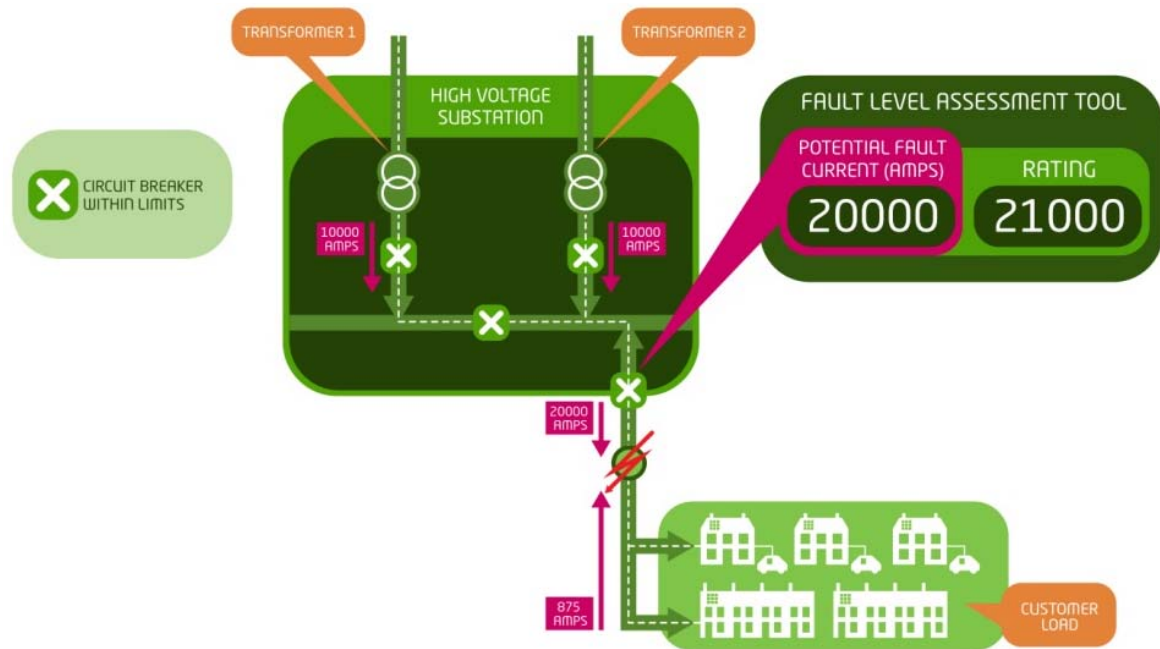 TRANSFORMER 1
TRANSFORMER 2
HIGH VOLTAGE
SUBSTATION
FAULT LEVEL ASSESSMENT TOOL
POTENTIAL FAULT
CURRENT (AMPS)
RATING
20000
21000
CIRCUIT BREAKER
WITHIN LIMITS
10000
AMPS
10000
AMPS
20000
AMPS
875
AMPS
CUSTOMER
LOAD